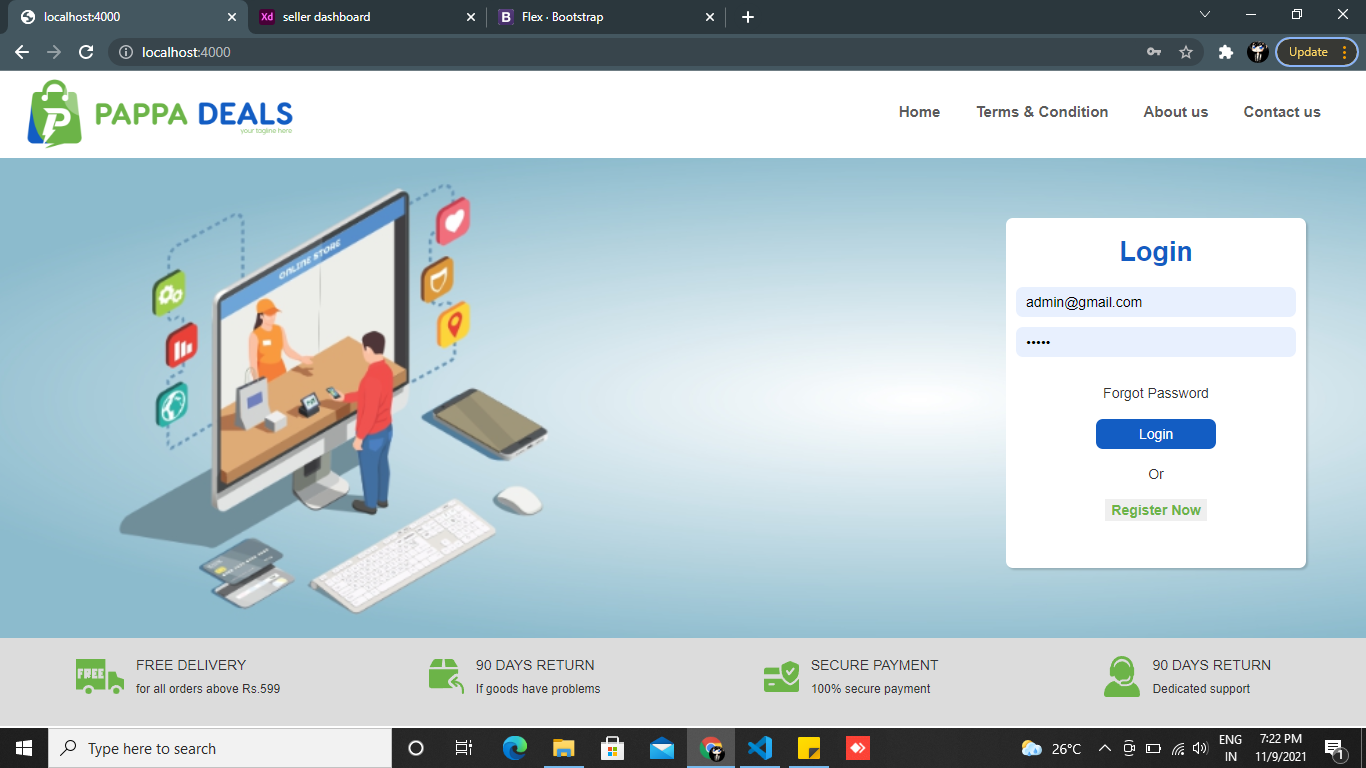 localhost:4000
Xd seller dashboard
B Flex · Bootstrap
localhost:4000
Update
PAPPA DEALS
your tagline here
Home Terms & Condition About us Contact us
ONLINE STORE
Login
admin@gmail.com
•••••
Forgot Password
Login
Or
Register Now
FREE
FREE DELIVERY
for all orders above Rs.599
90 DAYS RETURN
If goods have problems
SECURE PAYMENT
100% secure payment
90 DAYS RETURN
Dedicated support
Type here to search
26°C
ENG
IN
7:22 PM
11/9/2021
1